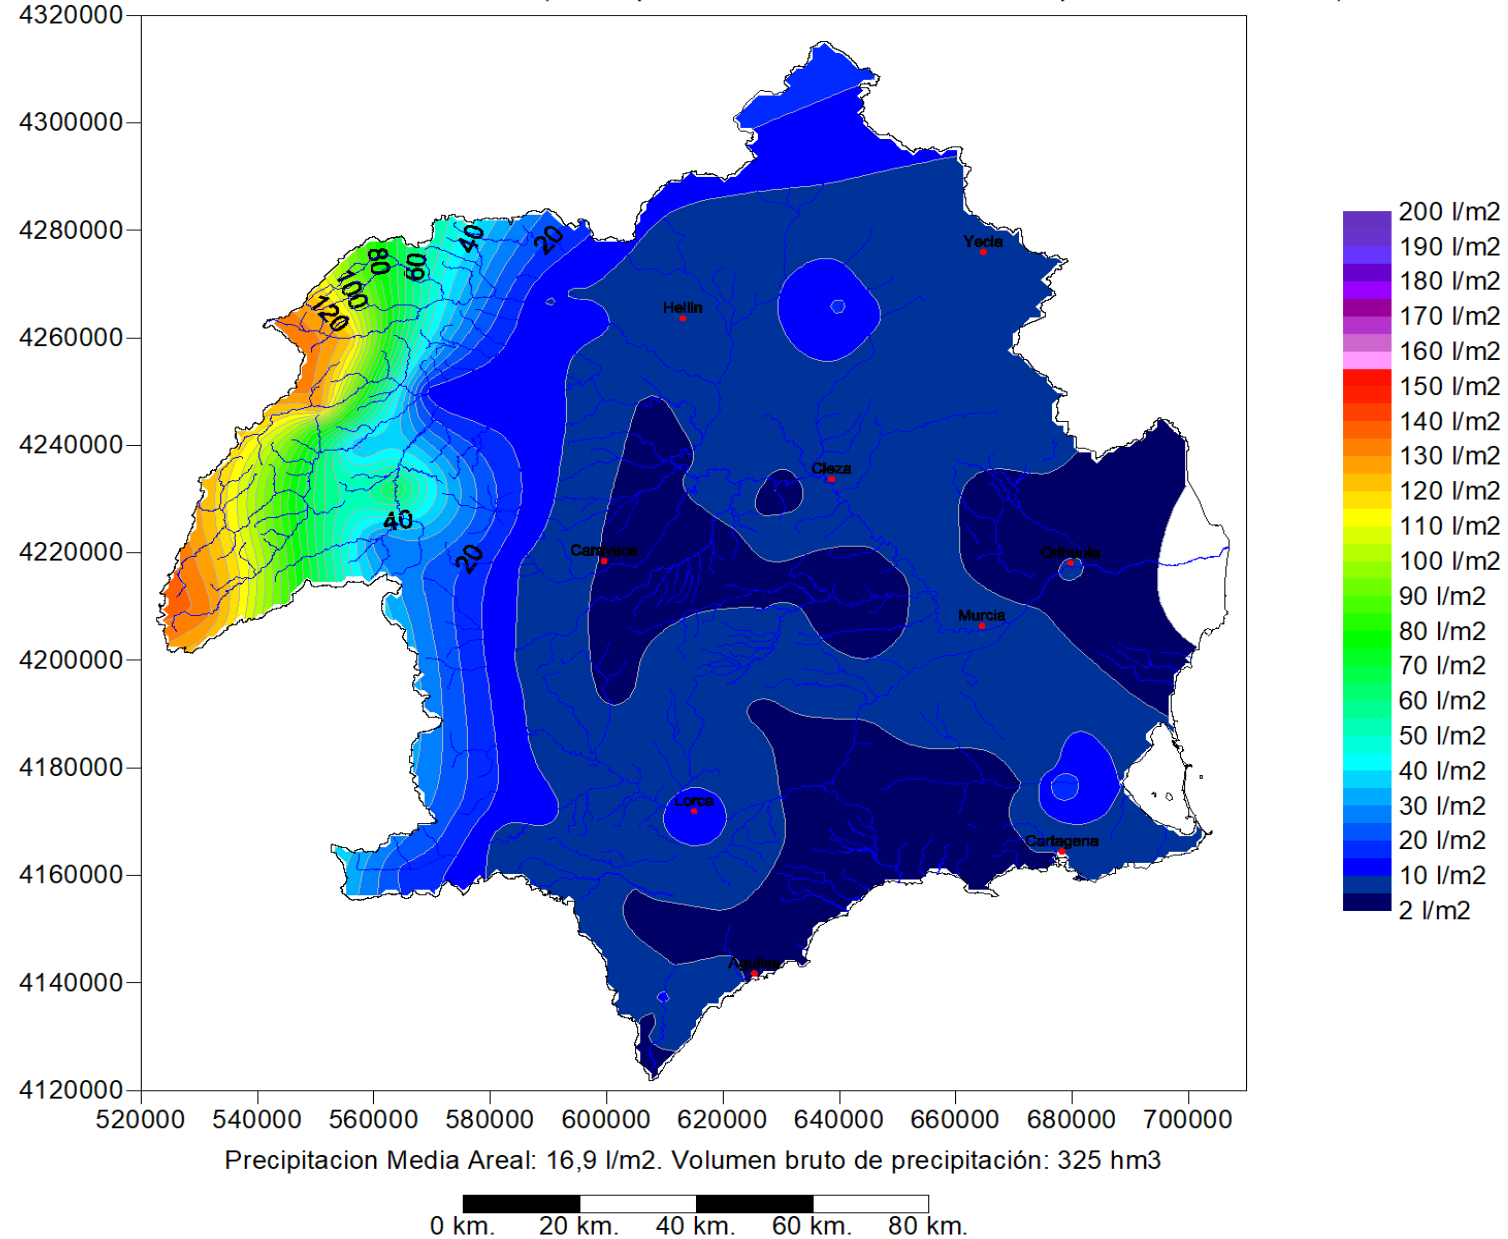 4320000
4300000
4280000
4260000
4240000
4220000
4200000
4180000
4160000
4140000
4120000
520000 540000 560000 580000 600000 620000 640000 660000 680000 700000
120
100
80
60
40
20
40
20
Yecla
Hellin
Cieza
Caravaca
Orihuela
Murcia
Lorca
Cartagena
Aguilas
200 l/m2
190 l/m2
180 l/m2
170 l/m2
160 l/m2
150 l/m2
140 l/m2
130 l/m2
120 l/m2
110 l/m2
100 l/m2
90 l/m2
80 l/m2
70 l/m2
60 l/m2
50 l/m2
40 l/m2
30 l/m2
20 l/m2
10 l/m2
2 l/m2
Precipitacion Media Areal: 16,9 l/m2. Volumen bruto de precipitación: 325 hm3
0 km. 20 km. 40 km. 60 km. 80 km.